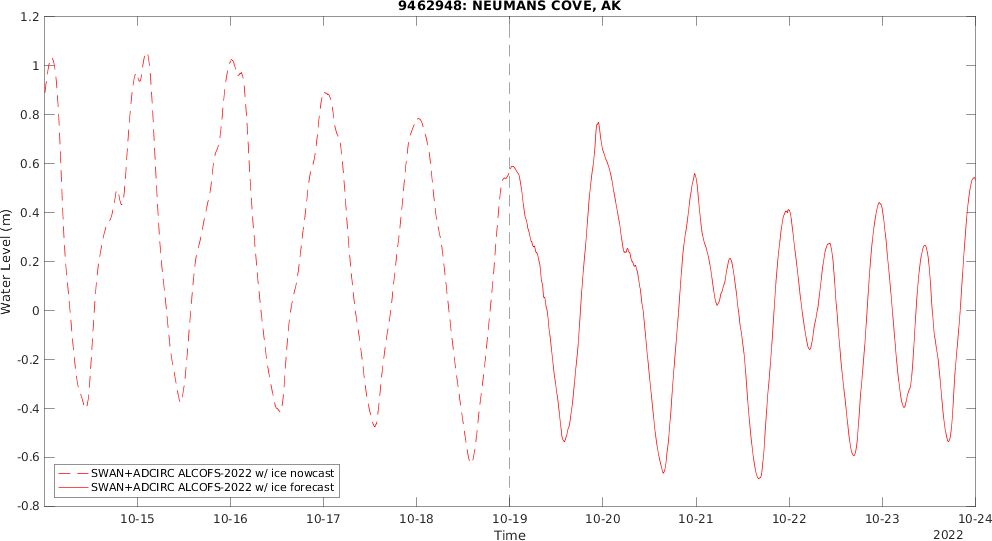 9462948: NEUMANS COVE, AK
Water Level (m)
1.2
1
0.8
0.6
0.4
0.2
0
-0.2
-0.4
-0.6
-0.8
SWAN+ADCIRC ALCOFS-2022 w/ ice nowcast
SWAN+ADCIRC ALCOFS-2022 w/ ice forecast
10-15 10-16 10-17 10-18 10-19 10-20 10-21 10-22 10-23 10-24
Time
2022